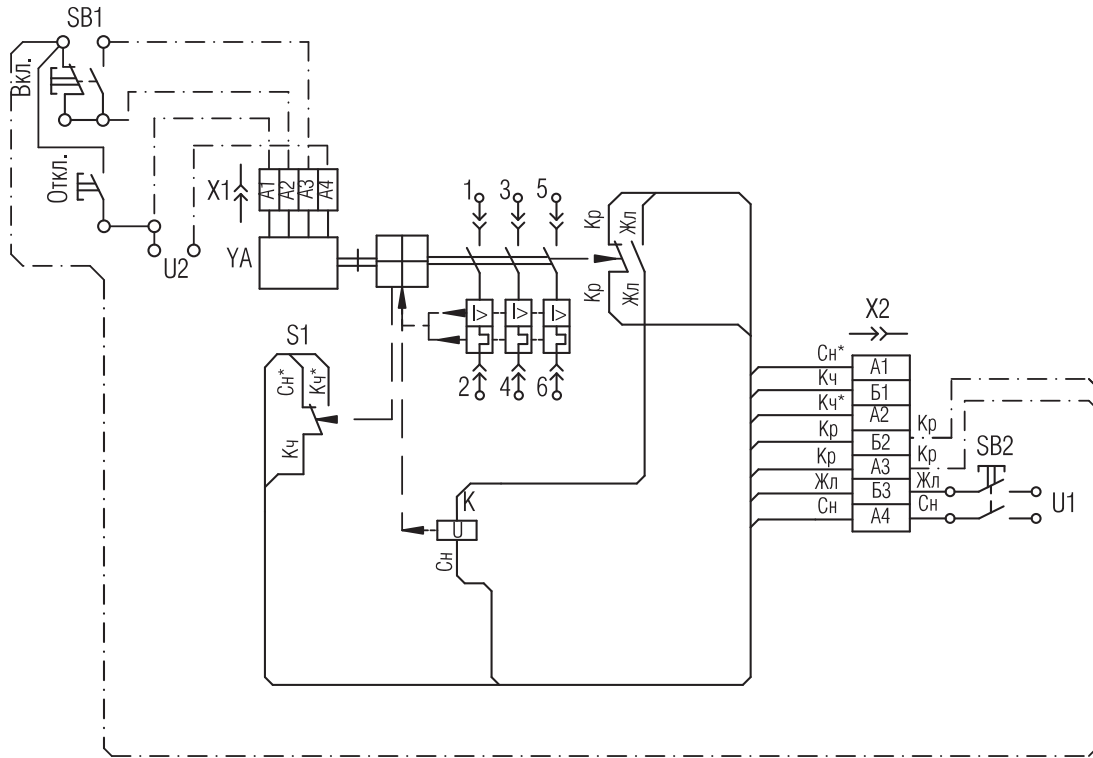 SB1
Вкл.
Откл.
X1
А1
А2
А3
А4
YA
U2
1
3
5
I>
I>
I>
2
4
6
Кр
Жл
Кр
Жл
S1
Сн*
Кч*
Кч
К
U
Сн
X2
Сн* А1
Кч Б1
Кч* А2
Кр Б2 Кр
Кр А3 Кр
Жл Б3 Жл
Сн А4 Сн
SB2
U1